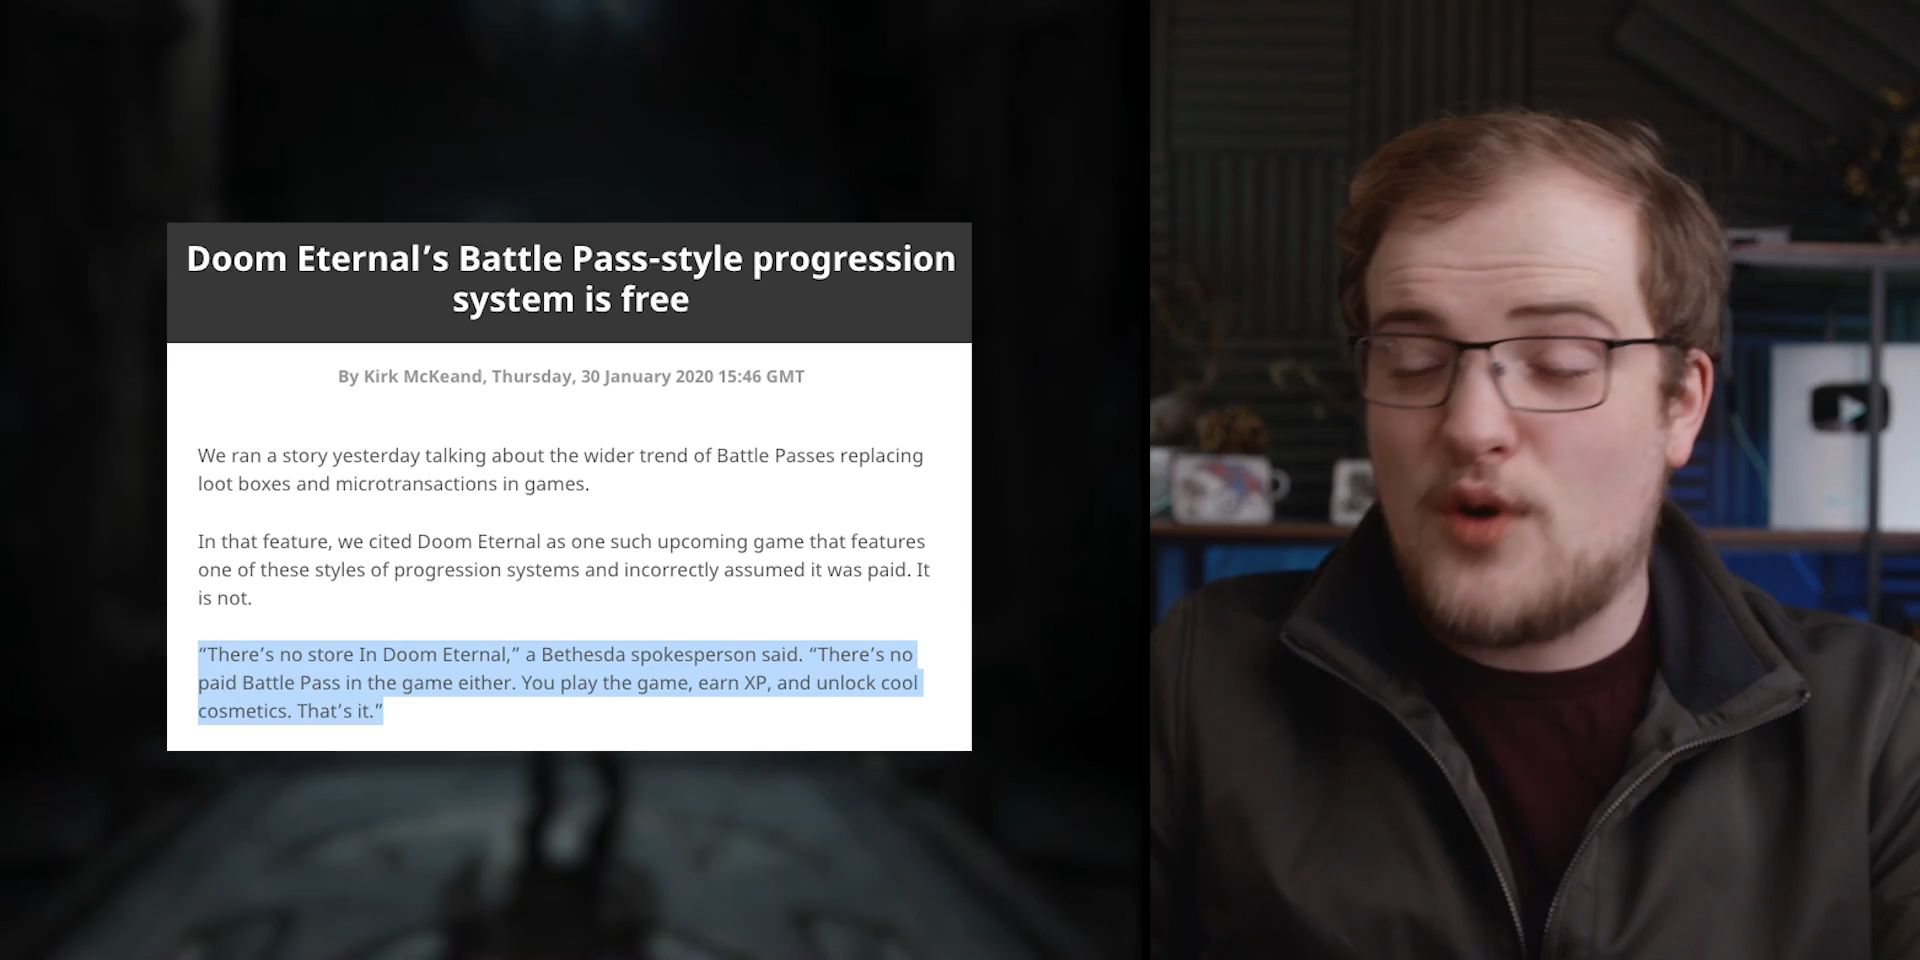 Doom Eternal’s Battle Pass-style progression
system is free
By Kirk McKeand, Thursday, 30 January 2020 15:46 GMT
We ran a story yesterday talking about the wider trend of Battle Passes replacing
loot boxes and microtransactions in games.
In that feature, we cited Doom Eternal as one such upcoming game that features
one of these styles of progression systems and incorrectly assumed it was paid. It
is not.
“There’s no store In Doom Eternal,” a Bethesda spokesperson said. “There’s no
paid Battle Pass in the game either. You play the game, earn XP, and unlock cool
cosmetics. That’s it.”